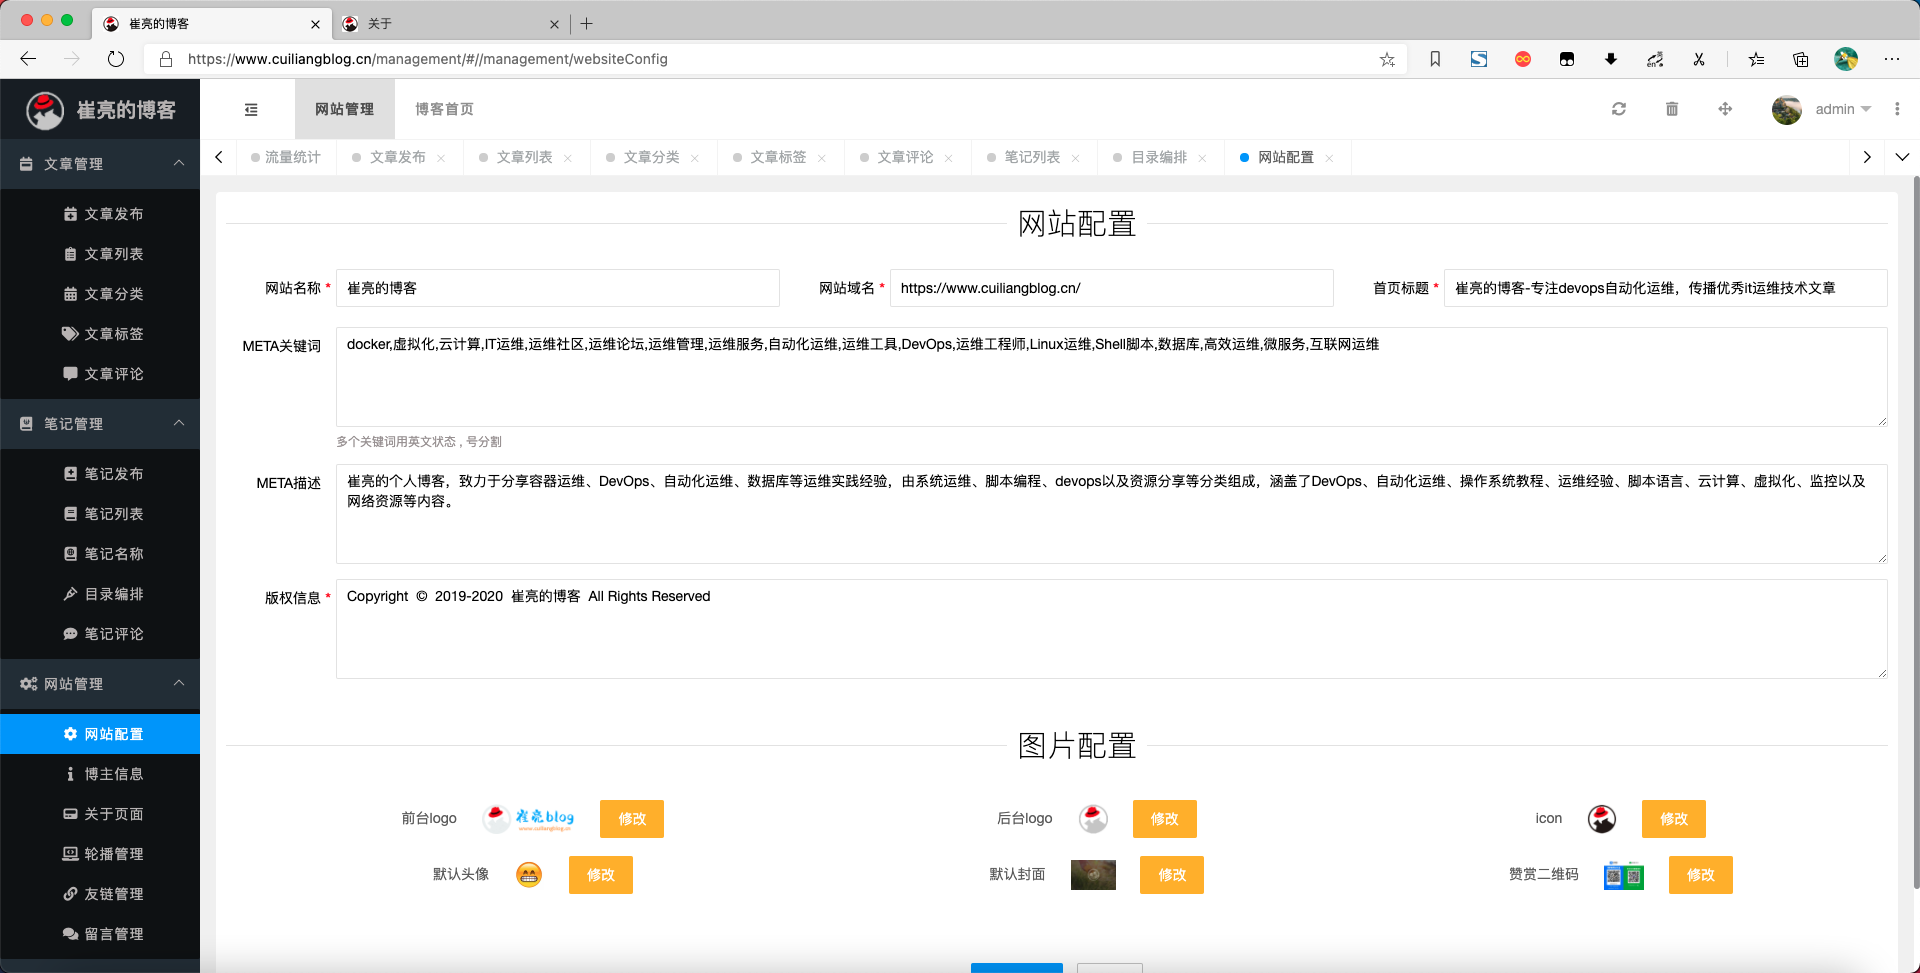 崔亮的博客
关于
https://www.cuiliangblog.cn/management/#//management/websiteConfig
崔亮的博客
网站管理
博客首页
admin
流量统计
文章发布
文章列表
文章分类
文章标签
文章评论
笔记列表
目录编排
网站配置
文章管理
文章发布
文章列表
文章分类
文章标签
文章评论
笔记管理
笔记发布
笔记列表
笔记名称
目录编排
笔记评论
网站管理
网站配置
博主信息
关于页面
轮播管理
友链管理
留言管理
网站配置
网站名称 *
崔亮的博客
网站域名 *
https://www.cuiliangblog.cn/
首页标题 *
崔亮的博客-专注devops自动化运维，传播优秀it运维技术文章
META关键词
docker,虚拟化,云计算,IT运维,运维社区,运维论坛,运维管理,运维服务,自动化运维,运维工具,DevOps,运维工程师,Linux运维,Shell脚本,数据库,高效运维,微服务,互联网运维
多个关键词用英文状态 , 号分割
META描述
崔亮的个人博客，致力于分享容器运维、DevOps、自动化运维、数据库等运维实践经验，由系统运维、脚本编程、devops以及资源分享等分类组成，涵盖了DevOps、自动化运维、操作系统教程、运维经验、脚本语言、云计算、虚拟化、监控以及
网络资源等内容。
版权信息 *
Copyright © 2019-2020 崔亮的博客 All Rights Reserved
图片配置
前台logo
崔亮blog
www.cuiliangblog.cn
修改
后台logo
修改
icon
修改
默认头像
修改
默认封面
修改
赞赏二维码
修改